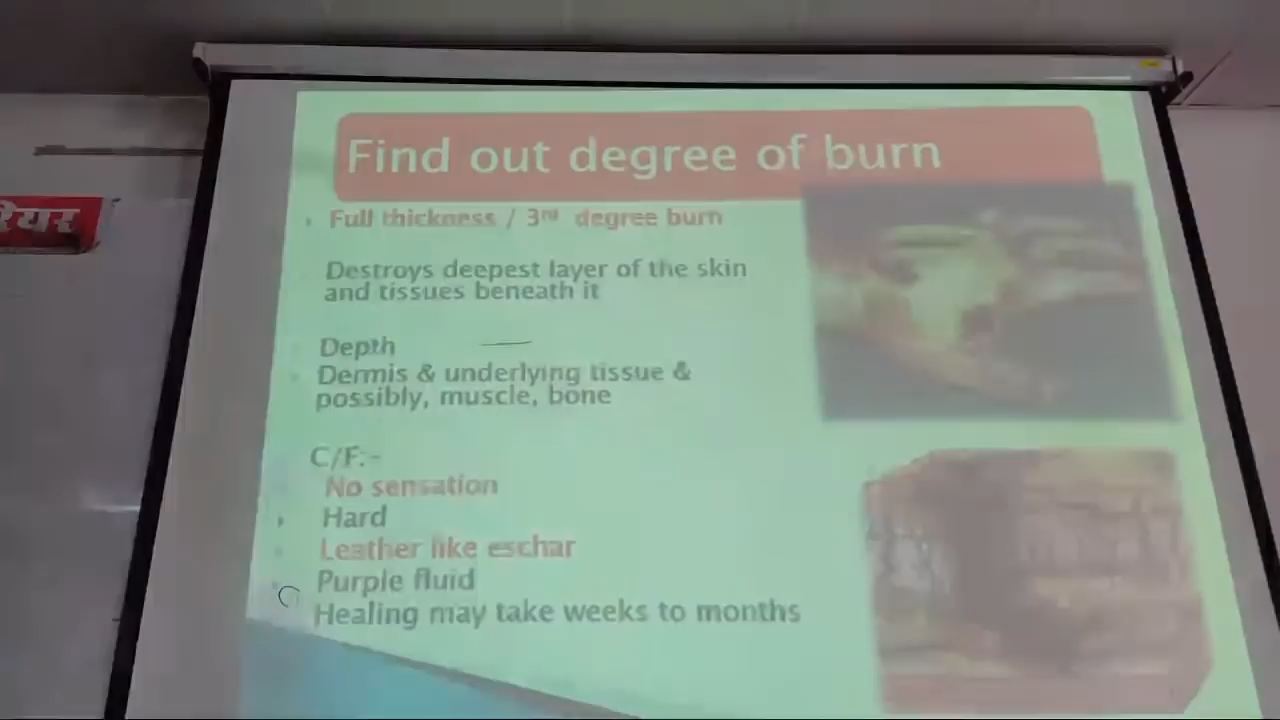 Find out degree of burn
Full thickness / 3rd degree burn
Destroys deepest layer of the skin
and tissues beneath it
Depth
Dermis & underlying tissue &
possibly, muscle, bone
C/F:-
No sensation
Hard
Leather like eschar
Purple fluid
Healing may take weeks to months